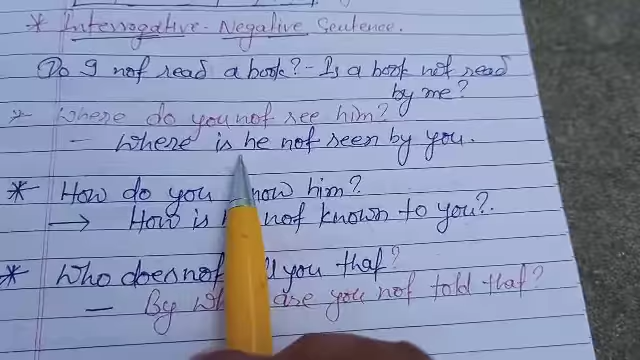 * Interrogative - Negative Sentence.
Do I not read a book? - Is a book not read
by me?
Where do you not see him?
- Where is he not seen by you.
* How do you him?
→ How is not known to you?
* Who does not you that?
- By are you not told that?